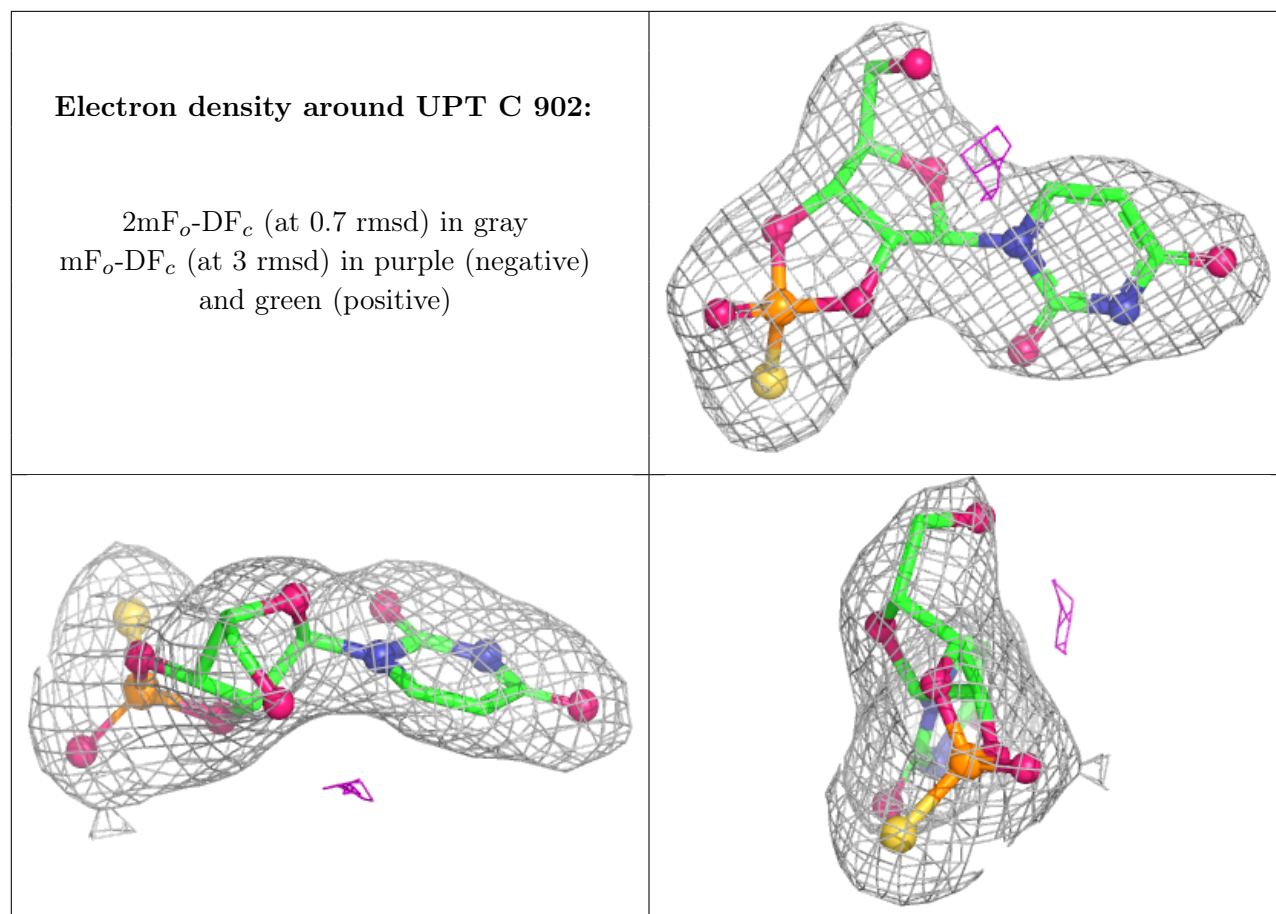 Electron density around UPT C 902:
2mFo-DFc (at 0.7 rmsd) in gray
mFo-DFc (at 3 rmsd) in purple (negative)
and green (positive)